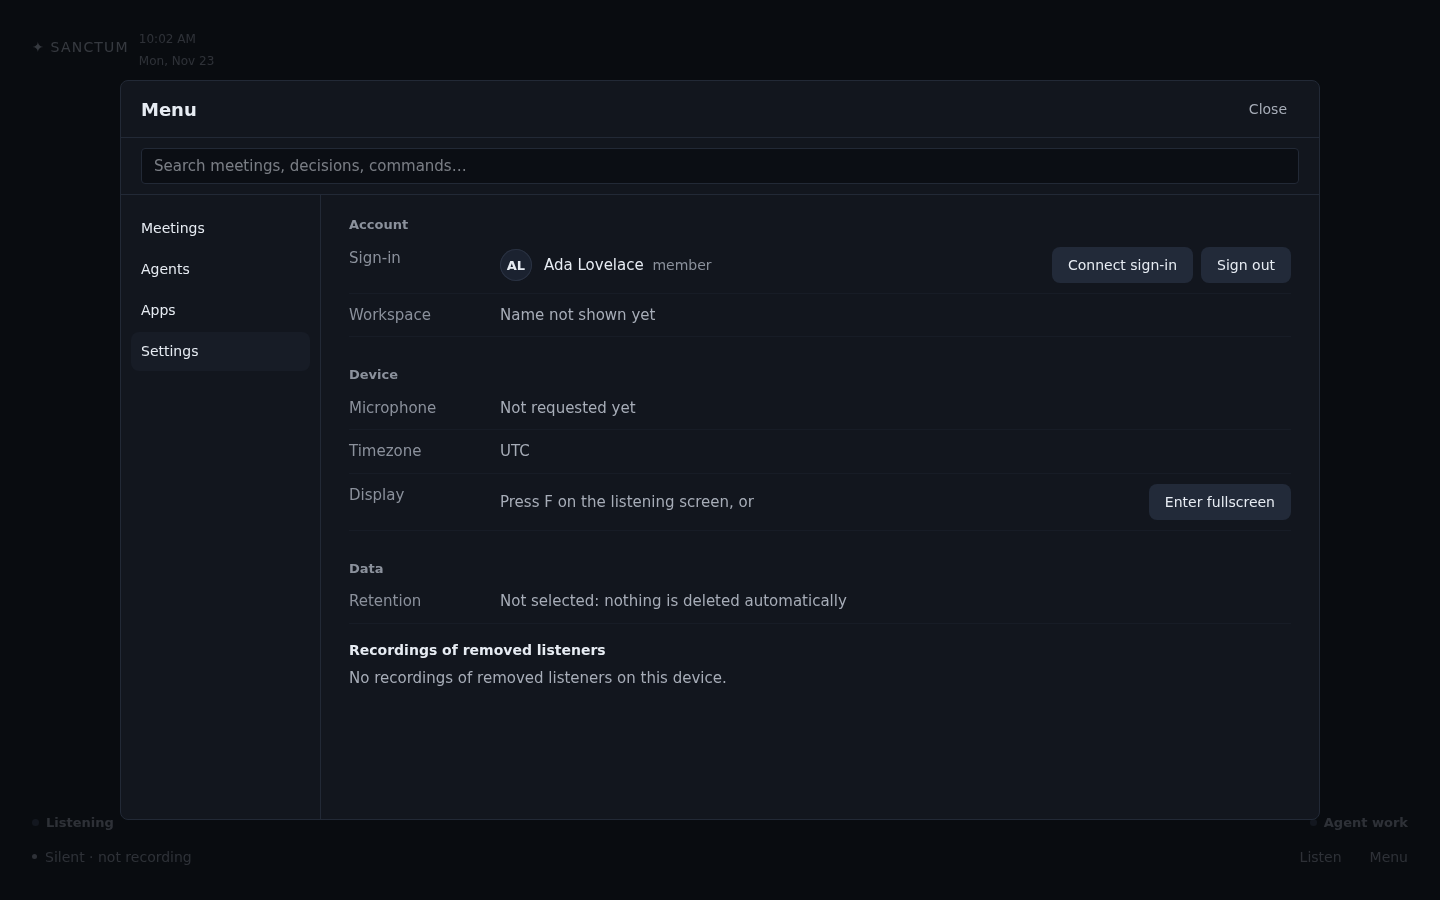 ✦ SANCTUM
10:02 AM
Mon, Nov 23
Menu
Close
Search meetings, decisions, commands...
Meetings
Agents
Apps
Settings
Account
Sign-in
AL
Ada Lovelace member
Connect sign-in
Sign out
Workspace
Name not shown yet
Device
Microphone
Not requested yet
Timezone
UTC
Display
Press F on the listening screen, or
Enter fullscreen
Data
Retention
Not selected: nothing is deleted automatically
Recordings of removed listeners
No recordings of removed listeners on this device.
Listening
Agent work
• Silent · not recording
Listen
Menu